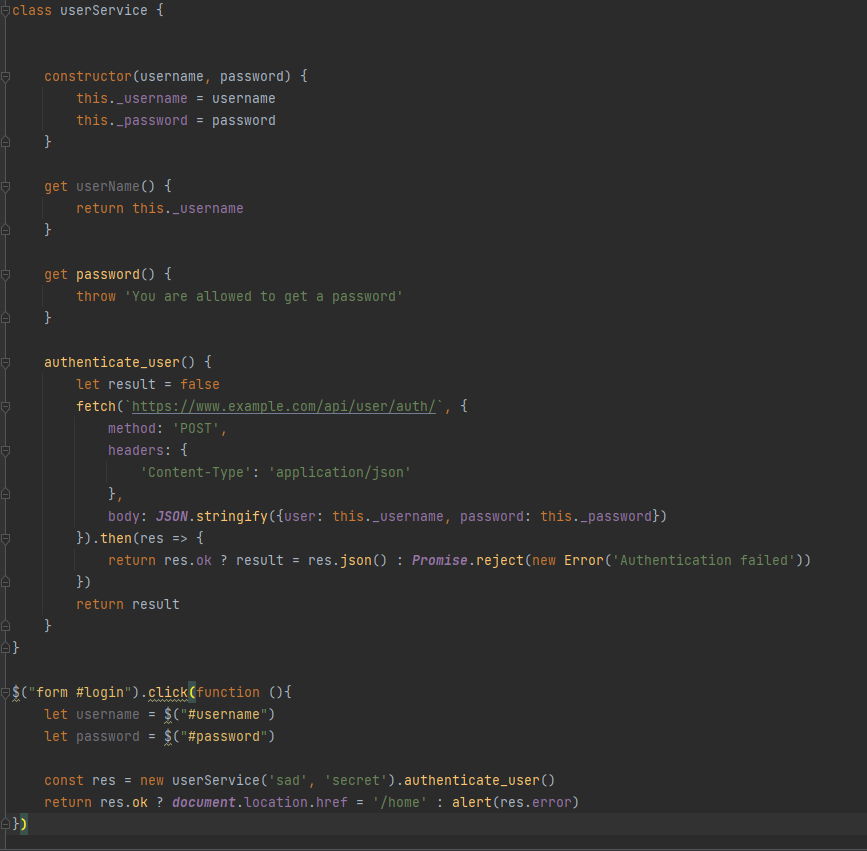 class userService {
constructor(username, password) {
this._username = username
this._password = password
}
get userName() {
return this._username
}
get password() {
throw 'You are allowed to get a password'
}
authenticate_user() {
let result = false
fetch(`https://www.example.com/api/user/auth/`, {
method: 'POST',
headers: {
'Content-Type': 'application/json'
},
body: JSON.stringify({user: this._username, password: this._password})
}).then(res => {
return res.ok ? result = res.json() : Promise.reject(new Error('Authentication failed'))
})
return result
}
}
$("form #login").click(function (){
let username = $("#username")
let password = $("#password")
const res = new userService('sad', 'secret').authenticate_user()
return res.ok ? document.location.href = '/home' : alert(res.error)
})